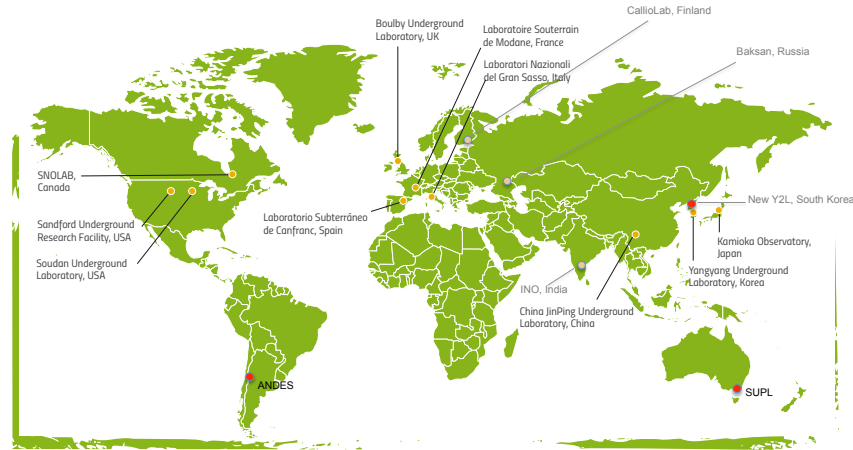 CallioLab, Finland
Boulby Underground
Laboratory, UK
Laboratoire Souterrain
de Modane, France
Baksan, Russia
Laboratori Nazionali
del Gran Sasso, Italy
SNOLAB,
Canada
New Y2L, South Korea
Sandford Underground
Research Facility, USA
Laboratorio Subterráneo
de Canfranc, Spain
Kamioka Observatory,
Japan
Soudan Underground
Laboratory, USA
Yangyang Underground
Laboratory, Korea
INO, India
China JinPing Underground
Laboratory, China
ANDES
SUPL